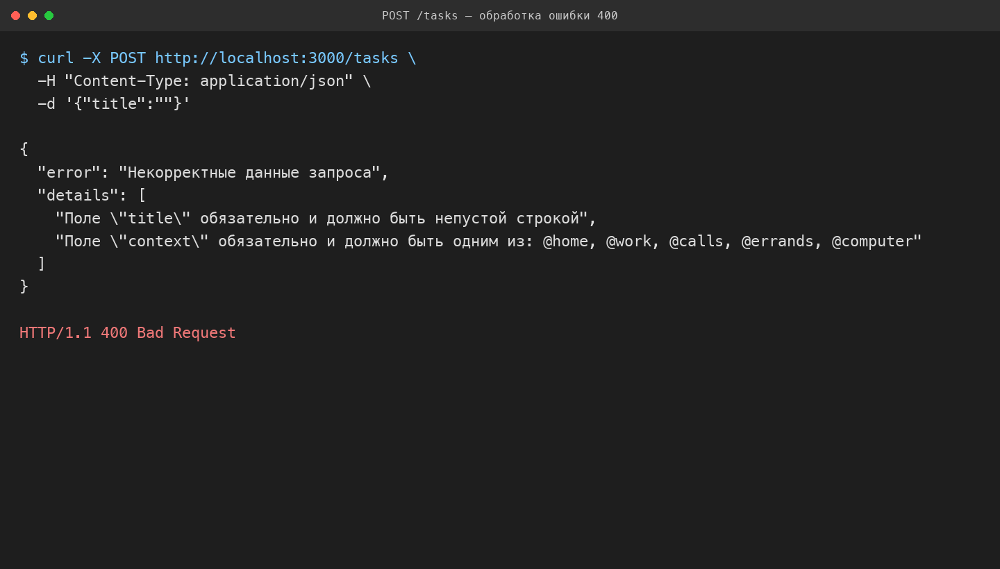 POST /tasks — обработка ошибки 400
$ curl -X POST http://localhost:3000/tasks \
  -H "Content-Type: application/json" \
  -d '{"title":""}'
{
  "error": "Некорректные данные запроса",
  "details": [
    "Поле \"title\" обязательно и должно быть непустой строкой",
    "Поле \"context\" обязательно и должно быть одним из: @home, @work, @calls, @errands, @computer"
  ]
}
HTTP/1.1 400 Bad Request